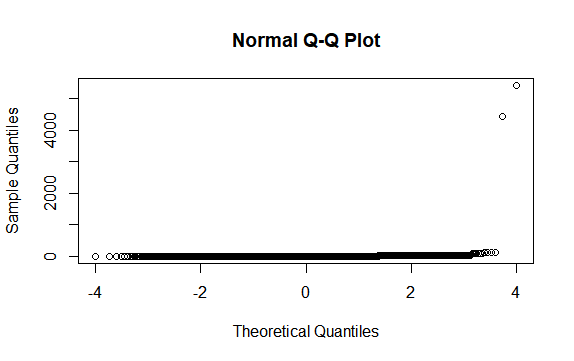 Normal Q-Q Plot
Sample Quantiles
4000
2000
0
-4 -2 0 2 4
Theoretical Quantiles